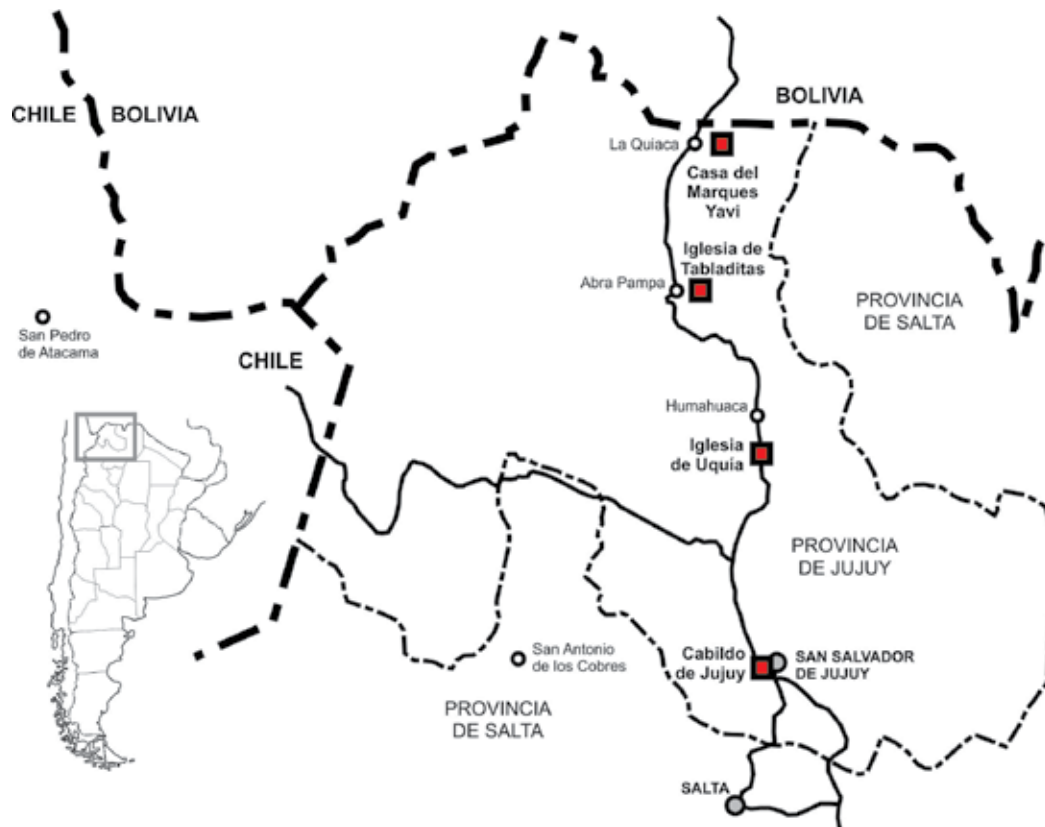 CHILE
BOLIVIA
BOLIVIA
La Quiaca
Casa del
Marques
Yavi
Iglesia de
Tabladitas
Abra Pampa
PROVINCIA
DE SALTA
San Pedro
de Atacama
CHILE
Humahuaca
Iglesia
de Uquía
PROVINCIA
DE JUJUY
San Antonio
de los Cobres
Cabildo
de Jujuy
SAN SALVADOR
DE JUJUY
PROVINCIA
DE SALTA
SALTA